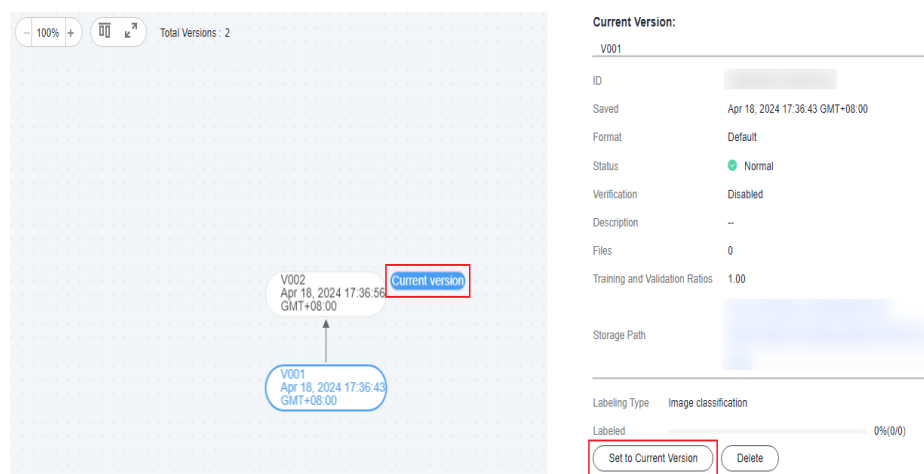 − 100% +
Total Versions : 2
V002
Apr 18, 2024 17:36:56
GMT+08:00
Current version
V001
Apr 18, 2024 17:36:43
GMT+08:00
Current Version:
V001
ID
Saved Apr 18, 2024 17:36:43 GMT+08:00
Format Default
Status Normal
Verification Disabled
Description --
Files 0
Training and Validation Ratios 1.00
Storage Path
Labeling Type Image classification
Labeled 0%(0/0)
Set to Current Version Delete